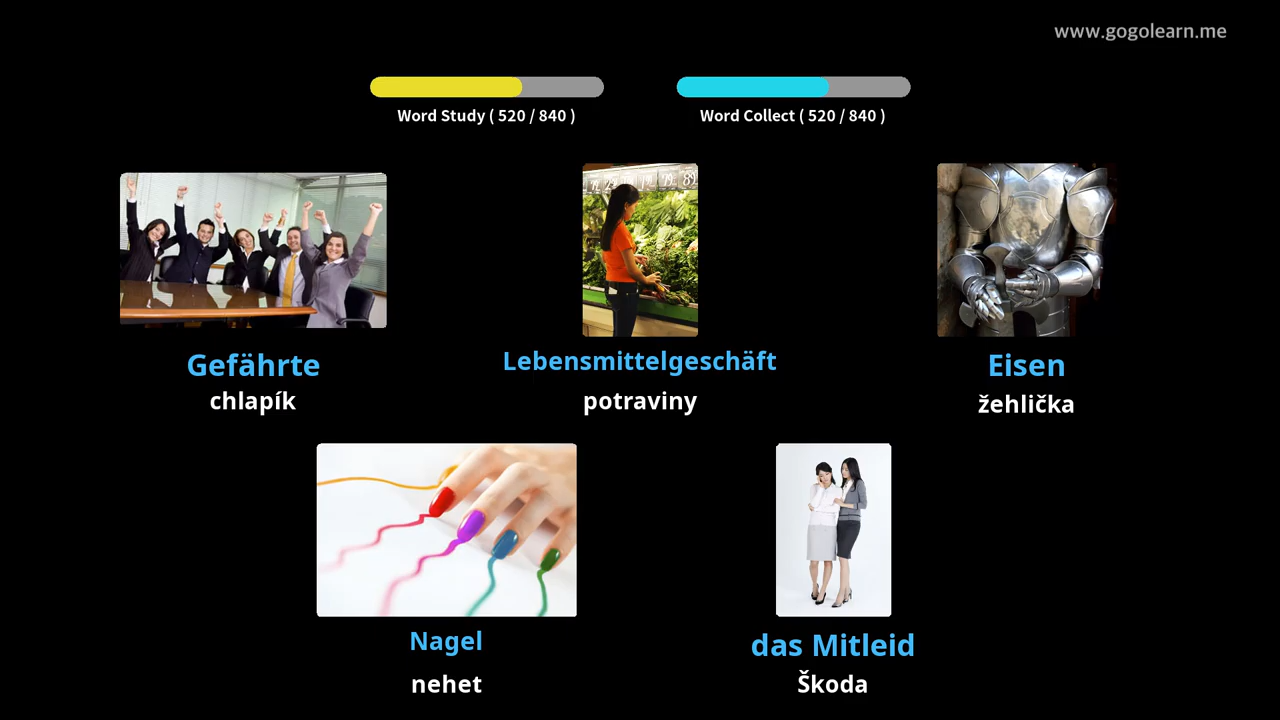 www.gogolearn.me
Word Study ( 520 / 840 )
Word Collect ( 520 / 840 )
Gefährte
chlapík
Lebensmittelgeschäft
potraviny
Eisen
žehlička
Nagel
nehet
das Mitleid
Škoda